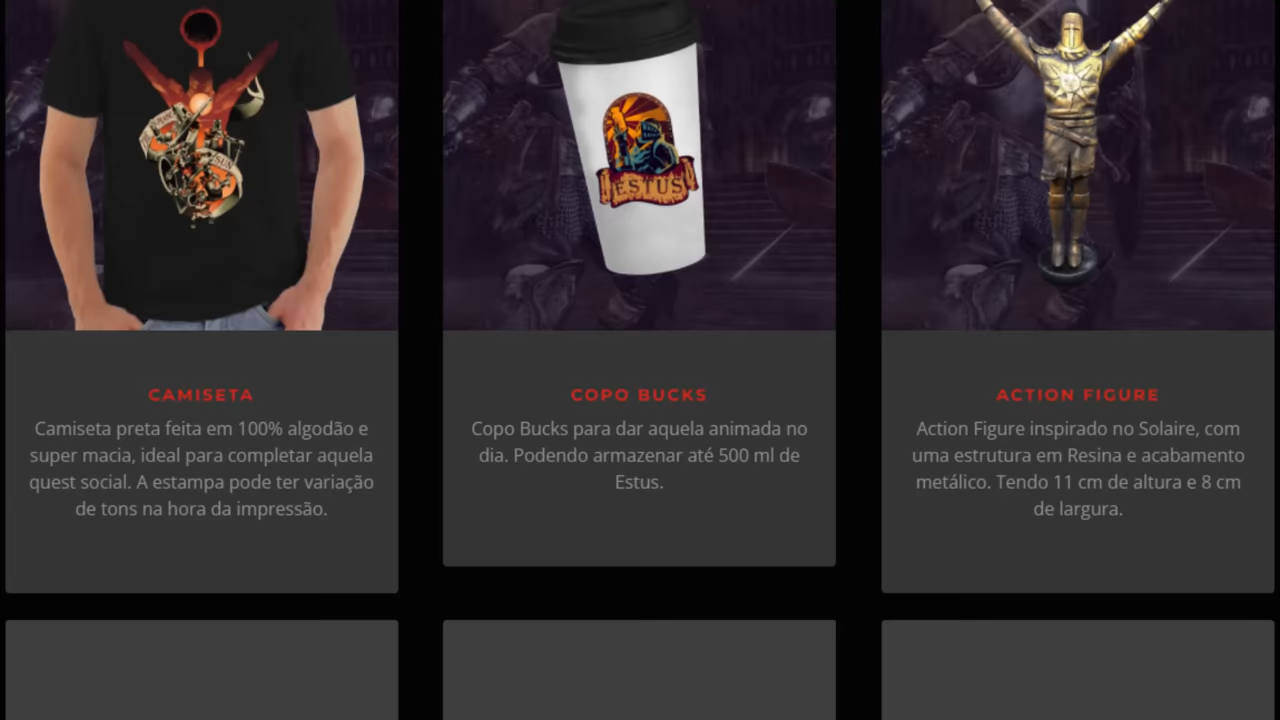 SUN
ESTUS
CAMISETA
Camiseta preta feita em 100% algodão e
super macia, ideal para completar aquela
quest social. A estampa pode ter variação
de tons na hora da impressão.
COPO BUCKS
Copo Bucks para dar aquela animada no
dia. Podendo armazenar até 500 ml de
Estus.
ACTION FIGURE
Action Figure inspirado no Solaire, com
uma estrutura em Resina e acabamento
metálico. Tendo 11 cm de altura e 8 cm
de largura.